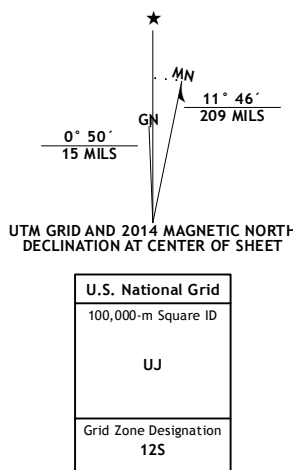 ★
MN
GN
0° 50´
15 MILS
11° 46´
209 MILS
UTM GRID AND 2014 MAGNETIC NORTH
DECLINATION AT CENTER OF SHEET
U.S. National Grid
100,000-m Square ID
UJ
Grid Zone Designation
12S